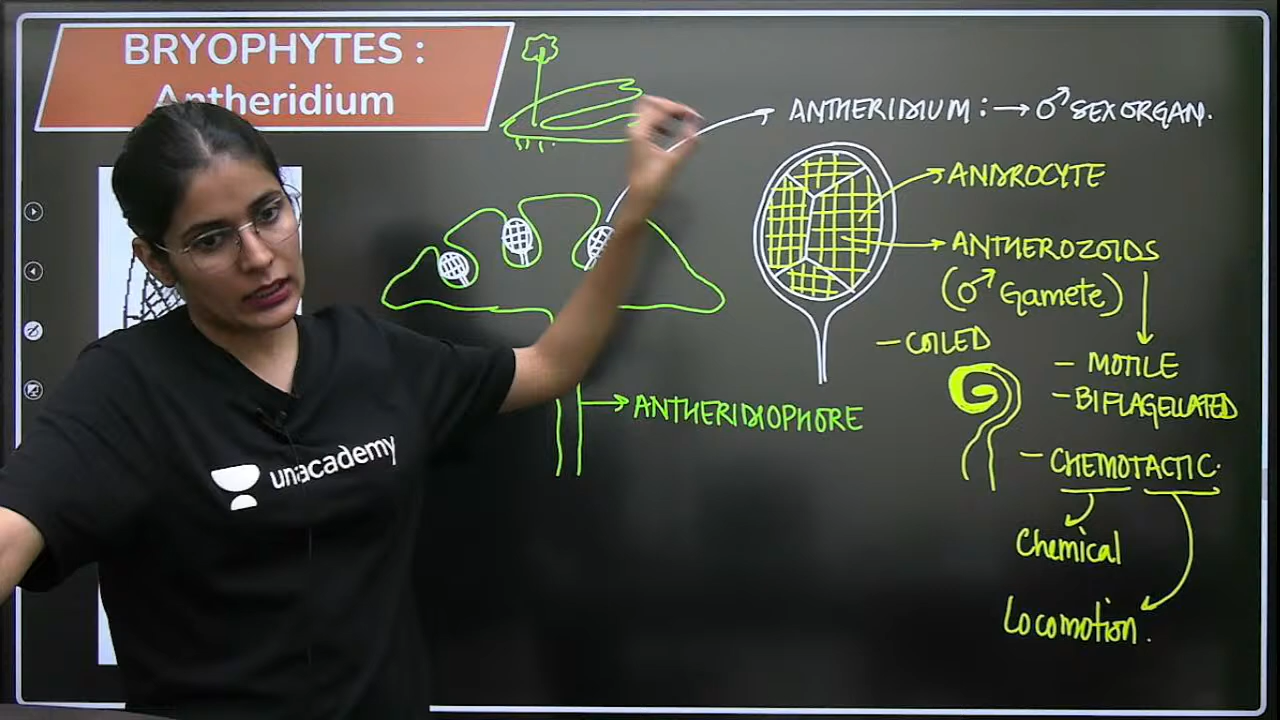 BRYOPHYTES :
Antheridium
ANTHERIDIUM : → ♂ SEX ORGAN.
→ ANDROCYTE
→ ANTHEROZOIDS
(♂ Gamete)
- COILED
- MOTILE
- BIFLAGELLATED
→ ANTHERIDIOPHORE
- CHEMOTACTIC.
Chemical
Locomotion.
unacademy